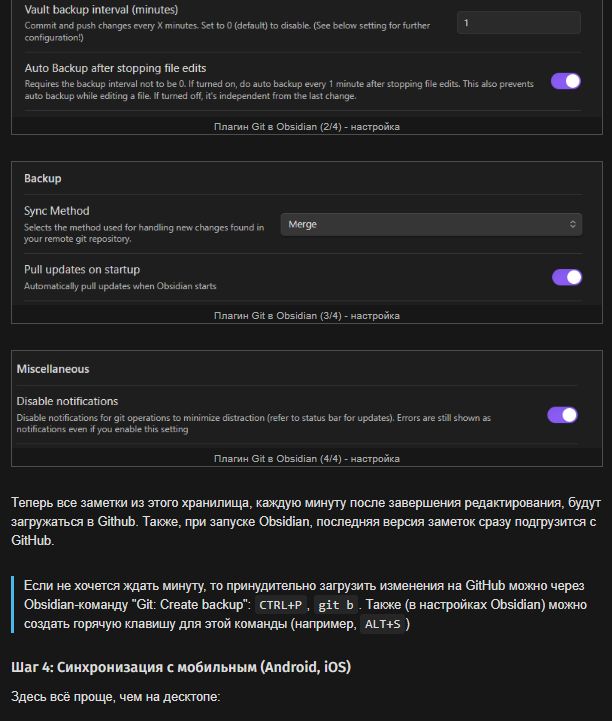 Vault backup interval (minutes)
Commit and push changes every X minutes. Set to 0 (default) to disable. (See below setting for further
configuration!)
1
Auto Backup after stopping file edits
Requires the backup interval not to be 0. If turned on, do auto backup every 1 minute after stopping file edits. This also prevents
auto backup while editing a file. If turned off, it's independent from the last change.
Плагин Git в Obsidian (2/4) - настройка
Backup
Sync Method
Selects the method used for handling new changes found in
your remote git repository.
Merge
Pull updates on startup
Automatically pull updates when Obsidian starts
Плагин Git в Obsidian (3/4) - настройка
Miscellaneous
Disable notifications
Disable notifications for git operations to minimize distraction (refer to status bar for updates). Errors are still shown as
notifications even if you enable this setting
Плагин Git в Obsidian (4/4) - настройка
Теперь все заметки из этого хранилища, каждую минуту после завершения редактирования, будут
загружаться в Github. Также, при запуске Obsidian, последняя версия заметок сразу подгрузится с
GitHub.
Если не хочется ждать минуту, то принудительно загрузить изменения на GitHub можно через
Obsidian-команду "Git: Create backup": CTRL+P, git b. Также (в настройках Obsidian) можно
создать горячую клавишу для этой команды (например, ALT+S)
Шаг 4: Синхронизация с мобильным (Android, iOS)
Здесь всё проще, чем на десктопе: